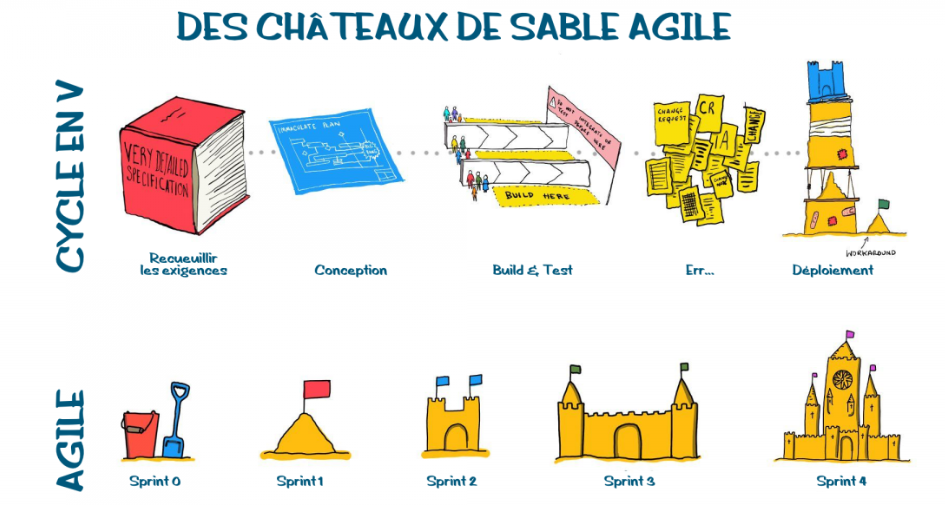 DES CHÂTEAUX DE SABLE AGILE
CYCLE EN V
VERY DETAILED
SPECIFICATION
IMMACULATE PLAN
BUILD HERE
CHANGE
REQUEST
CR
IA
CHANGE
WORKAROUND
Recueuillir
les exigences
Conception
Build & Test
Err...
Déploiement
AGILE
Sprint 0
Sprint 1
Sprint 2
Sprint 3
Sprint 4